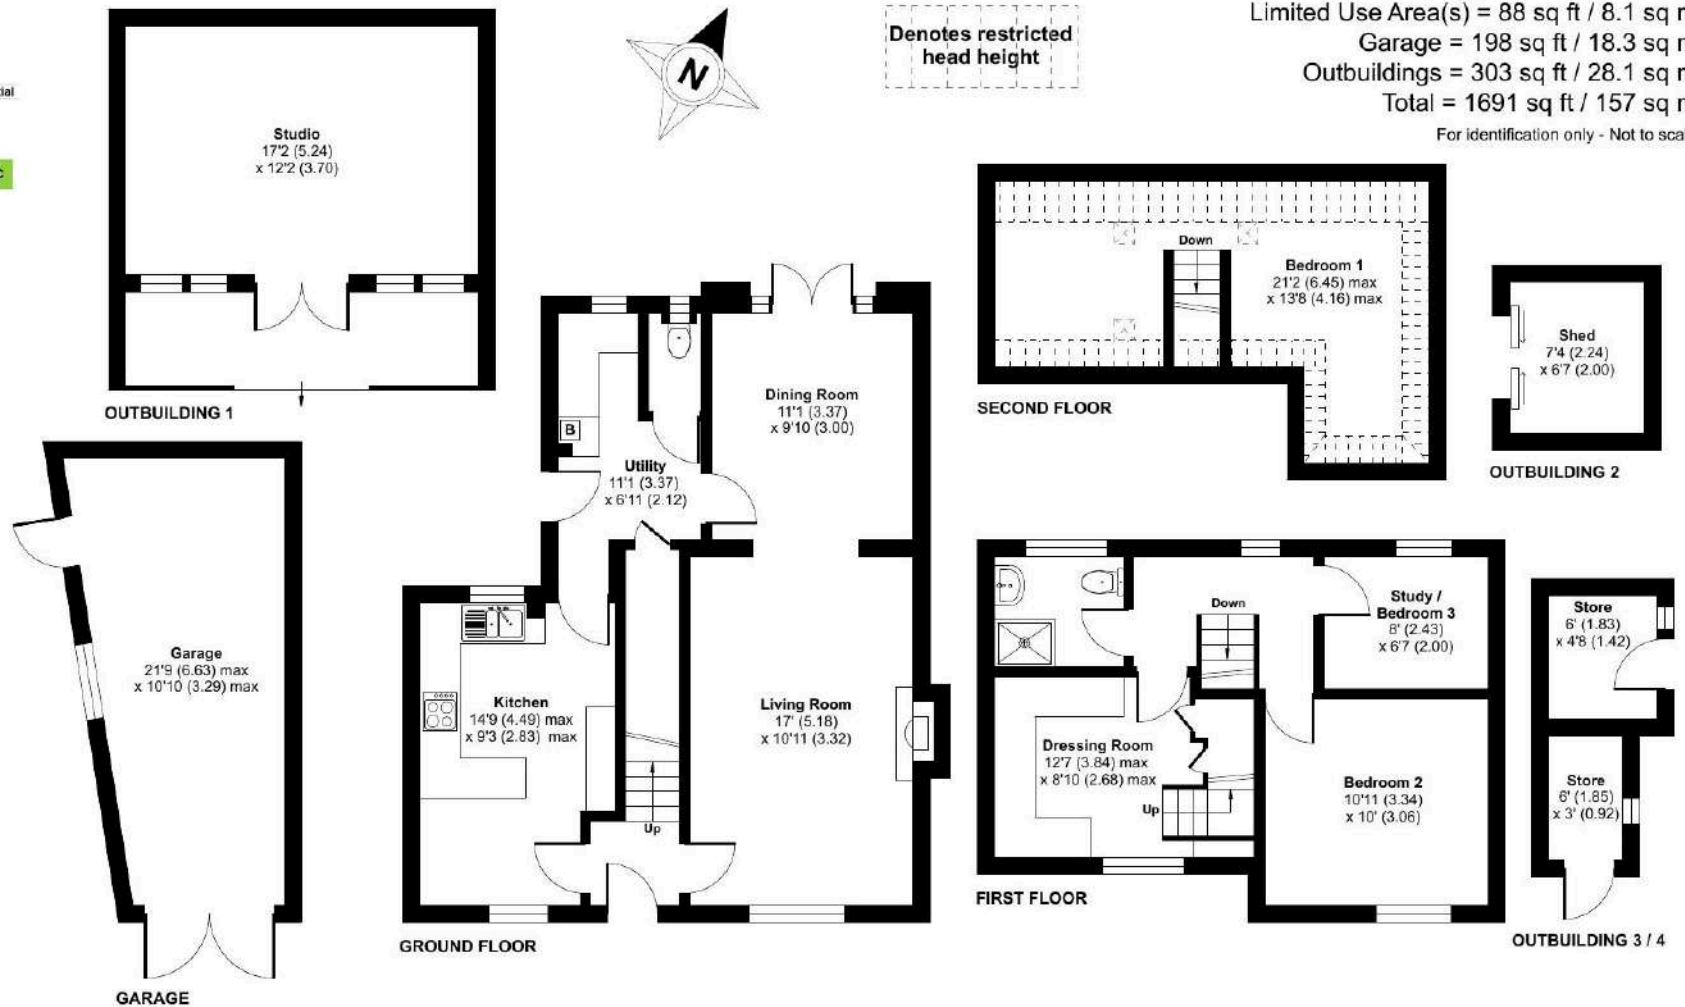 Limited Use Area(s) = 88 sq ft / 8.1 sq
Garage = 198 sq ft / 18.3 sq
Outbuildings = 303 sq ft / 28.1 sq
Total = 1691 sq ft / 157 sq
For identification only - Not to
Denotes restricted
head height
N
Studio
17'2 (5.24)
x 12'2 (3.70)
OUTBUILDING 1
Garage
21'9 (6.63) max
x 10'10 (3.29) max
GARAGE
Dining Room
11'1 (3.37)
x 9'10 (3.00)
B
Utility
11'1 (3.37)
x 6'11 (2.12)
Kitchen
14'9 (4.49) max
x 9'3 (2.83) max
Living Room
17' (5.18)
x 10'11 (3.32)
Up
GROUND FLOOR
Down
Bedroom 1
21'2 (6.45) max
x 13'8 (4.16) max
SECOND FLOOR
Shed
7'4 (2.24)
x 6'7 (2.00)
OUTBUILDING 2
Down
Study /
Bedroom 3
8' (2.43)
x 6'7 (2.00)
Dressing Room
12'7 (3.84) max
x 8'10 (2.68) max
Up
Bedroom 2
10'11 (3.34)
x 10' (3.06)
FIRST FLOOR
Store
6' (1.83)
x 4'8 (1.42)
Store
6' (1.85)
x 3' (0.92)
OUTBUILDING 3 / 4